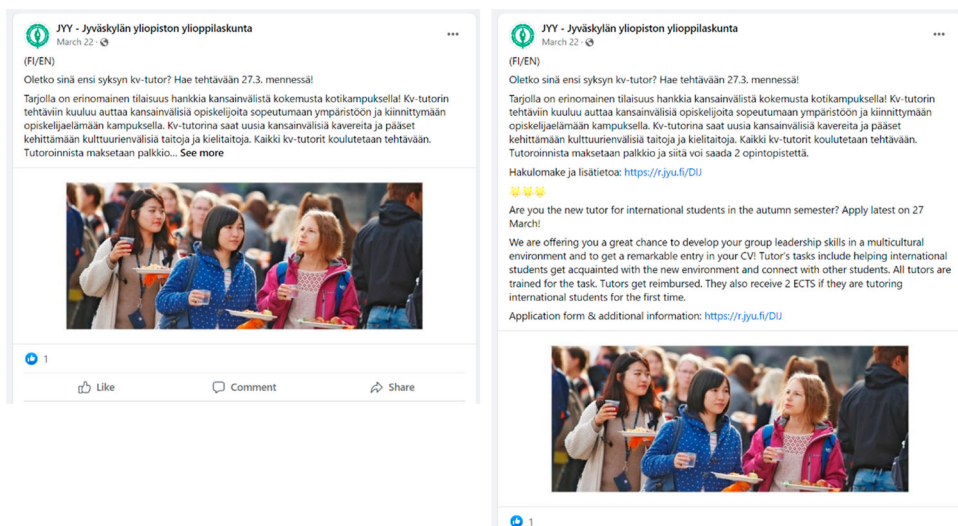 JYY - Jyväskylän yliopiston ylioppilaskunta
March 22 ·
(FI/EN)
Oletko sinä ensi syksyn kv-tutor? Hae tehtävään 27.3. mennessä!
Tarjolla on erinomainen tilaisuus hankkia kansainvälistä kokemusta kotikampuksella! Kv-tutorin
tehtäviin kuuluu auttaa kansainvälisiä opiskelijoita sopeutumaan ympäristöön ja kiinnittymään
opiskelijaelämään kampuksella. Kv-tutorina saat uusia kansainvälisiä kavereita ja pääset
kehittämään kulttuurienvälisiä taitoja ja kielitaitoja. Kaikki kv-tutorit koulutetaan tehtävään.
Tutoroinnista maksetaan palkkio... See more
1
Like
Comment
Share
JYY - Jyväskylän yliopiston ylioppilaskunta
March 22 ·
(FI/EN)
Oletko sinä ensi syksyn kv-tutor? Hae tehtävään 27.3. mennessä!
Tarjolla on erinomainen tilaisuus hankkia kansainvälistä kokemusta kotikampuksella! Kv-tutorin
tehtäviin kuuluu auttaa kansainvälisiä opiskelijoita sopeutumaan ympäristöön ja kiinnittymään
opiskelijaelämään kampuksella. Kv-tutorina saat uusia kansainvälisiä kavereita ja pääset
kehittämään kulttuurienvälisiä taitoja ja kielitaitoja. Kaikki kv-tutorit koulutetaan tehtävään.
Tutoroinnista maksetaan palkkio ja siitä voi saada 2 opintopistettä.
Hakulomake ja lisätietoa: https://r.jyu.fi/DIJ
Are you the new tutor for international students in the autumn semester? Apply latest on 27
March!
We are offering you a great chance to develop your group leadership skills in a multicultural
environment and to get a remarkable entry in your CV! Tutor's tasks include helping international
students get acquainted with the new environment and connect with other students. All tutors are
trained for the task. Tutors get reimbursed. They also receive 2 ECTS if they are tutoring
international students for the first time.
Application form & additional information: https://r.jyu.fi/DIJ
1